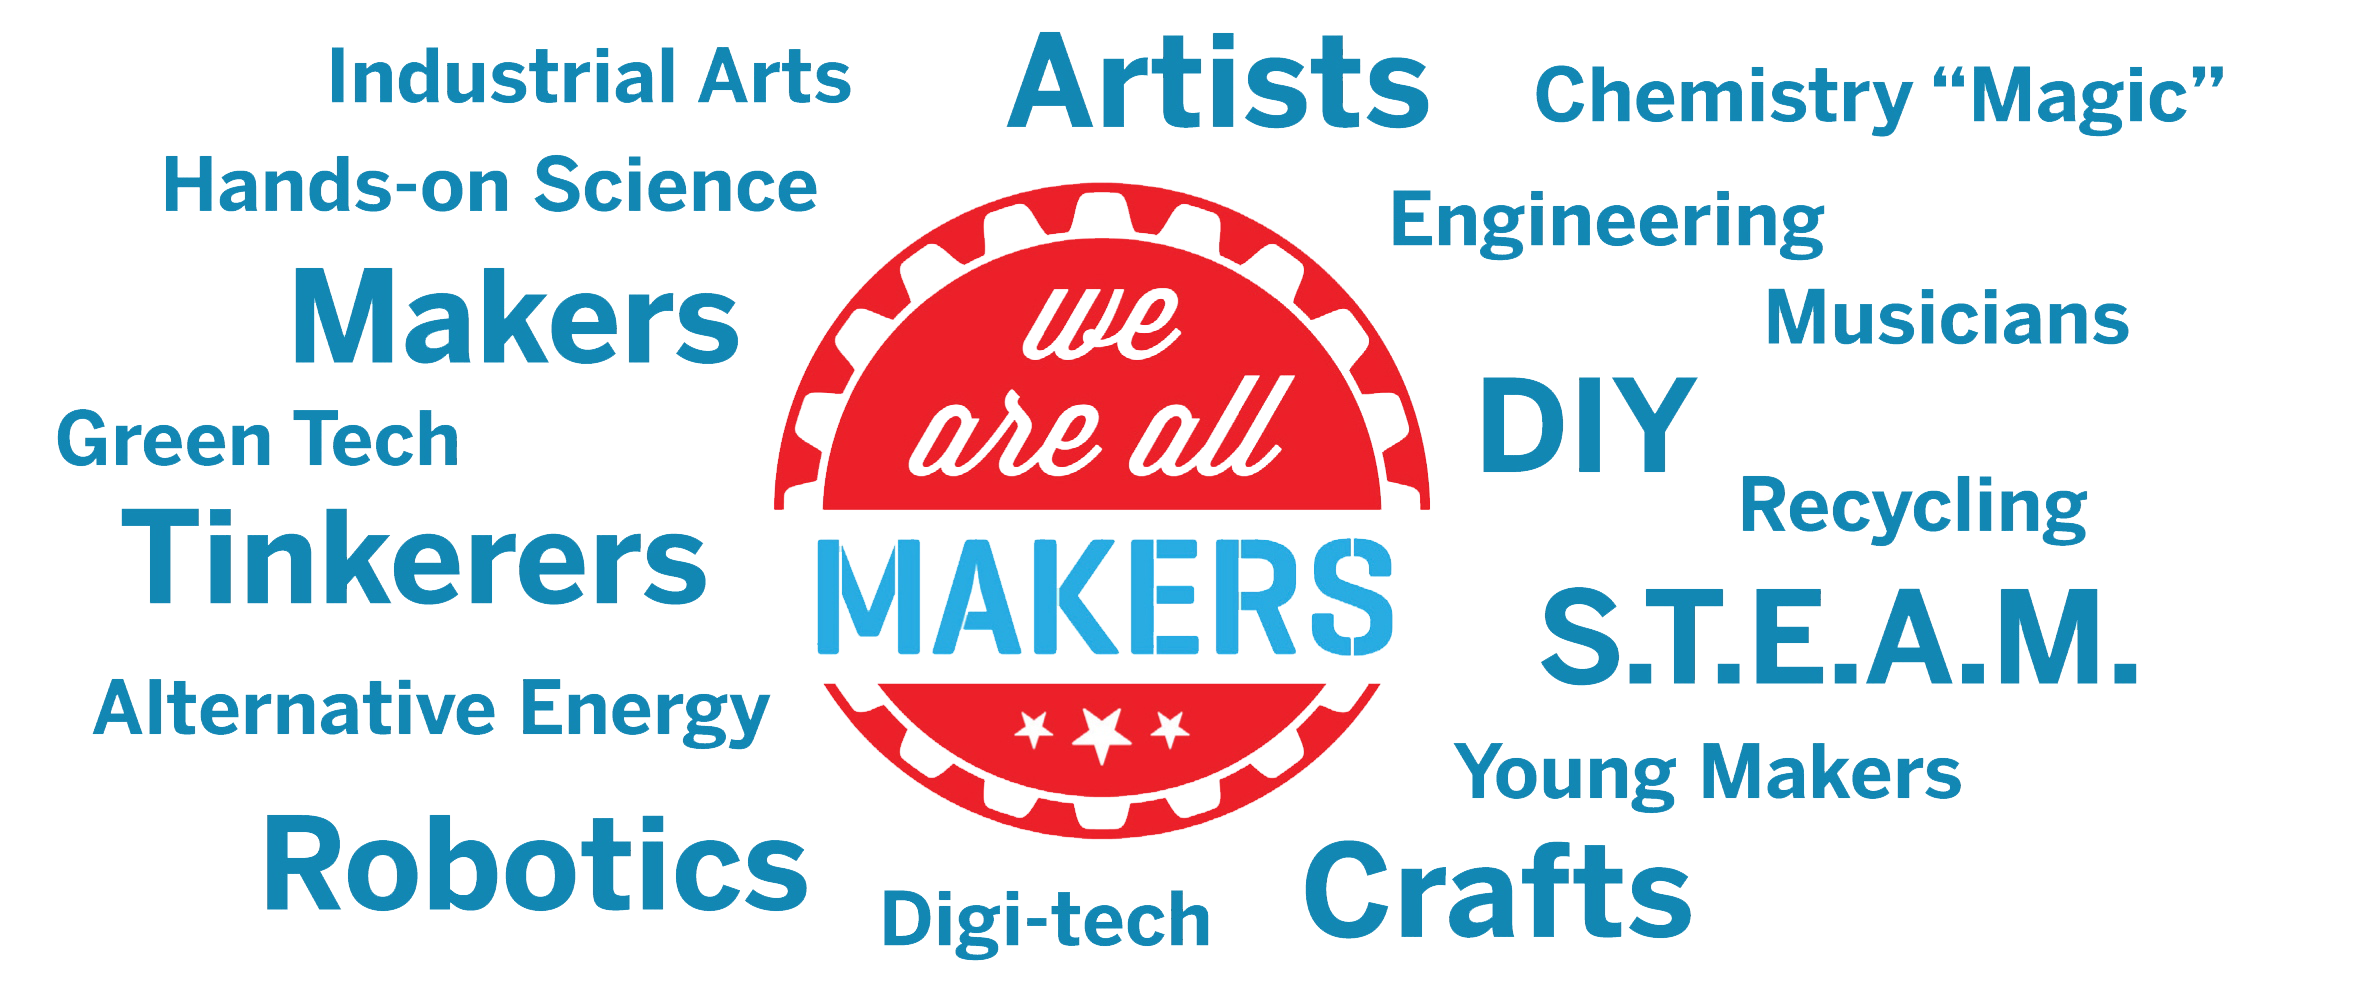 Industrial Arts
Artists
Chemistry “Magic”
Hands-on Science
Engineering
Makers
Musicians
we
are all
MAKERS
Green Tech
DIY
Recycling
Tinkerers
S.T.E.A.M.
Alternative Energy
Young Makers
Robotics
Digi-tech
Crafts